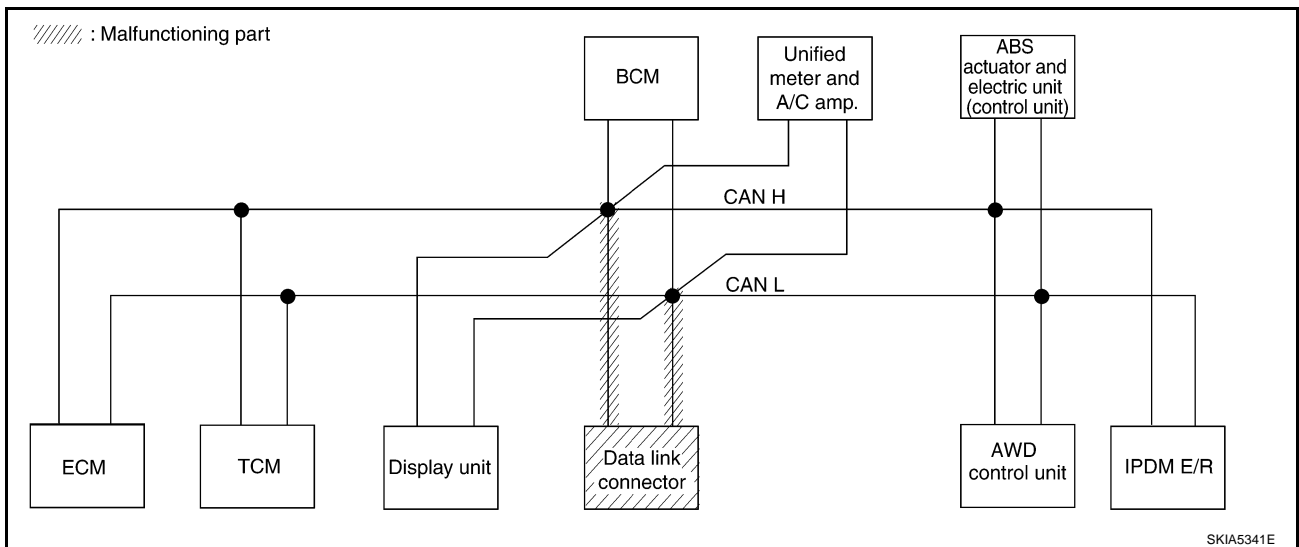 : Malfunctioning part
BCM
Unified
meter and
A/C amp.
ABS
actuator and
electric unit
(control unit)
CAN H
CAN L
ECM
TCM
Display unit
Data link
connector
AWD
control unit
IPDM E/R
SKIA5341E